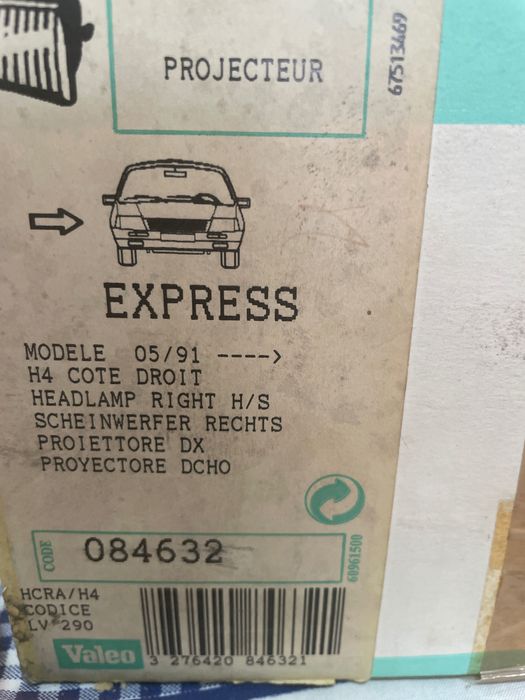 PROJECTEUR
67513469
EXPRESS
MODELE 05/91 ---->
H4 COTE DROIT
HEADLAMP RIGHT H/S
SCHEINWERFER RECHTS
PROIETTORE DX
PROYECTORE DCHO
CODE
084632
60961500
HCRA/H4
CODICE
LV 290
Valeo
3 276420 846321